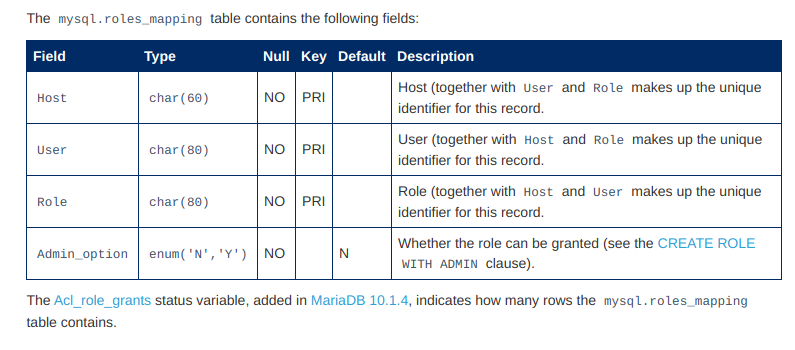 The mysql.roles_mapping table contains the following fields:
Field Type Null Key Default Description
Host char(60) NO PRI Host (together with User and Role makes up the unique
identifier for this record.
User char(80) NO PRI User (together with Host and Role makes up the unique
identifier for this record.
Role char(80) NO PRI Role (together with Host and User makes up the unique
identifier for this record.
Admin_option enum('N','Y') NO N Whether the role can be granted (see the CREATE ROLE
WITH ADMIN clause).
The Acl_role_grants status variable, added in MariaDB 10.1.4, indicates how many rows the mysql.roles_mapping
table contains.